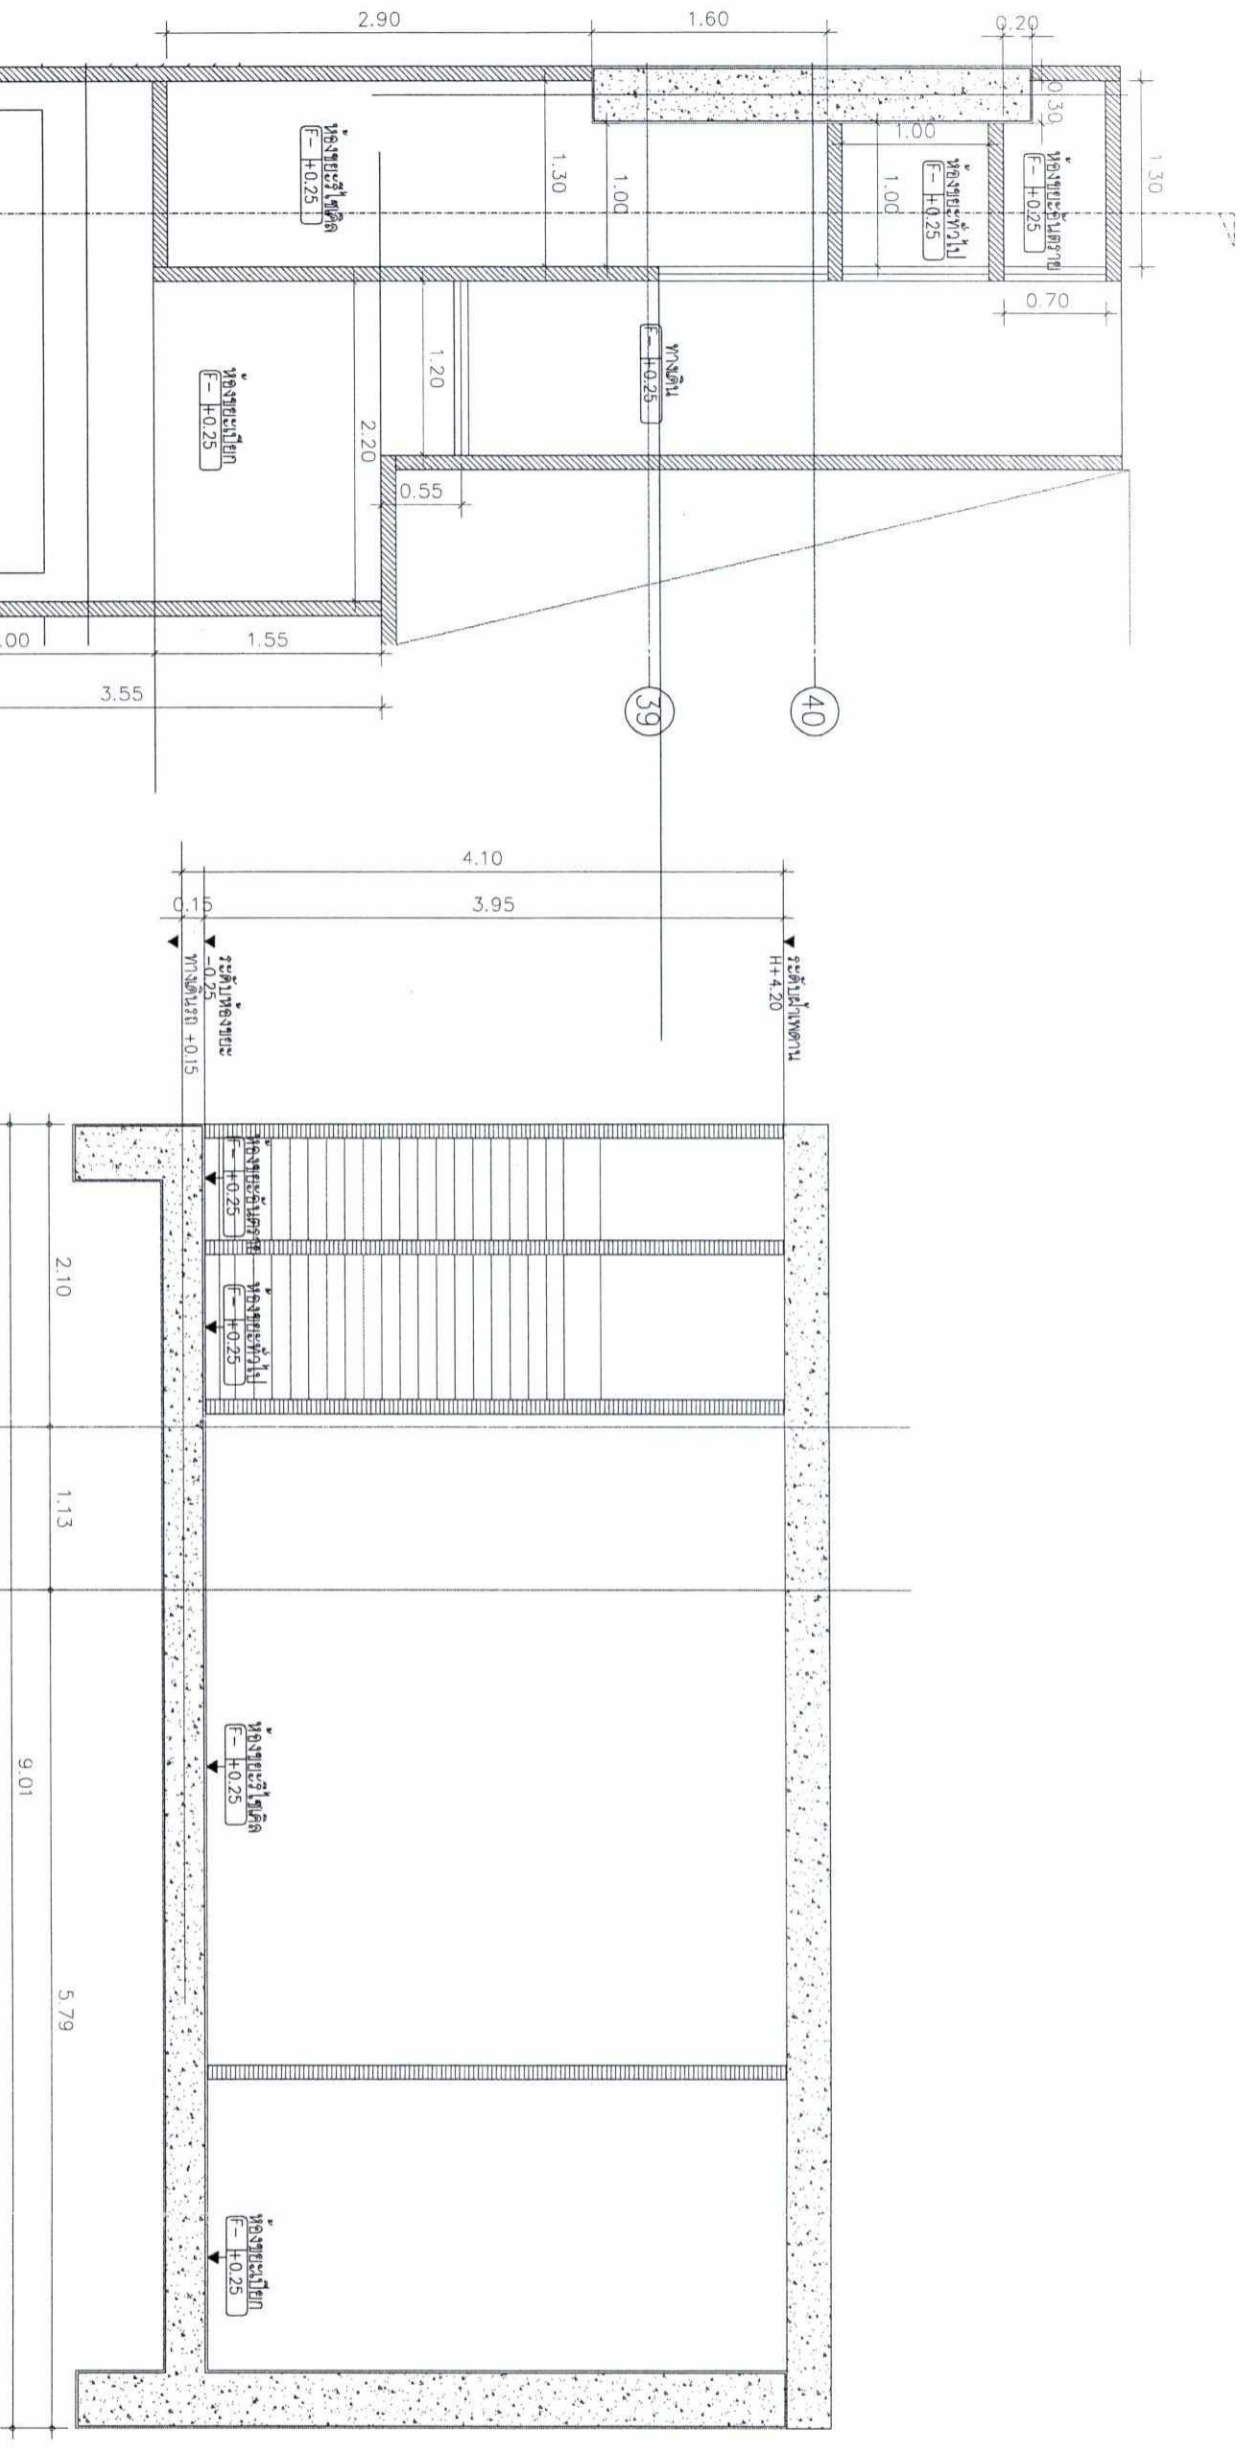 2.90
1.60
0.20
0.30
1.30
1.00
1.00
1.00
1.30
ห้องขยะรีไซเคิล
F- +0.25
ห้องขยะทั่วไป
F- +0.25
ห้องขยะอันตราย
F- +0.25
0.70
ทางเดิน
F- +0.25
1.20
2.20
0.55
ห้องขยะเปียก
F- +0.25
.00
1.55
3.55
39
40
4.10
0.15
3.95
ระดับฝ้าเพดาน
H+4.20
ระดับห้องขยะ
-0.25
ทางเดินรถ +0.15
ห้องขยะอันตราย
F- +0.25
ห้องขยะทั่วไป
F- +0.25
ห้องขยะรีไซเคิล
F- +0.25
ห้องขยะเปียก
F- +0.25
2.10
1.13
5.79
9.01